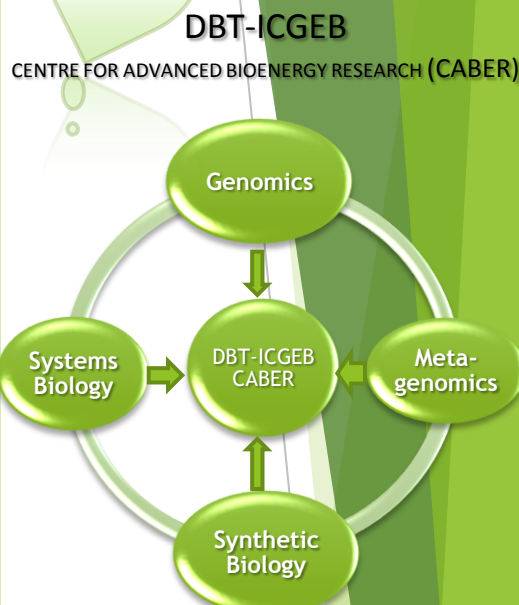 DBT-ICGEB
CENTRE FOR ADVANCED BIOENERGY RESEARCH (CABER)
Genomics
Systems
Biology
DBT-ICGEB
CABER
Meta-
genomics
Synthetic
Biology